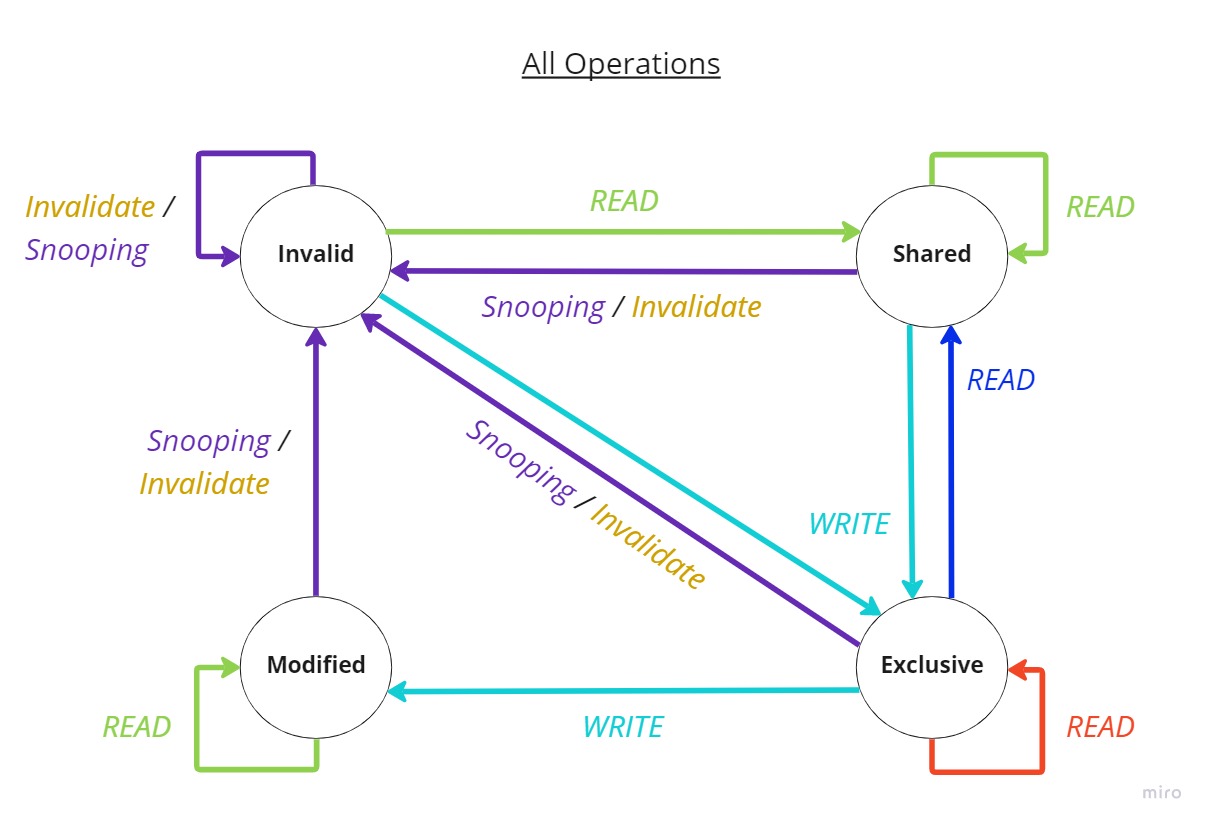 All Operations
Invalidate /
Snooping
Invalid
READ
Shared
READ
Snooping / Invalidate
READ
Snooping /
Invalidate
Snooping / Invalidate
WRITE
Modified
Exclusive
READ
WRITE
READ
miro